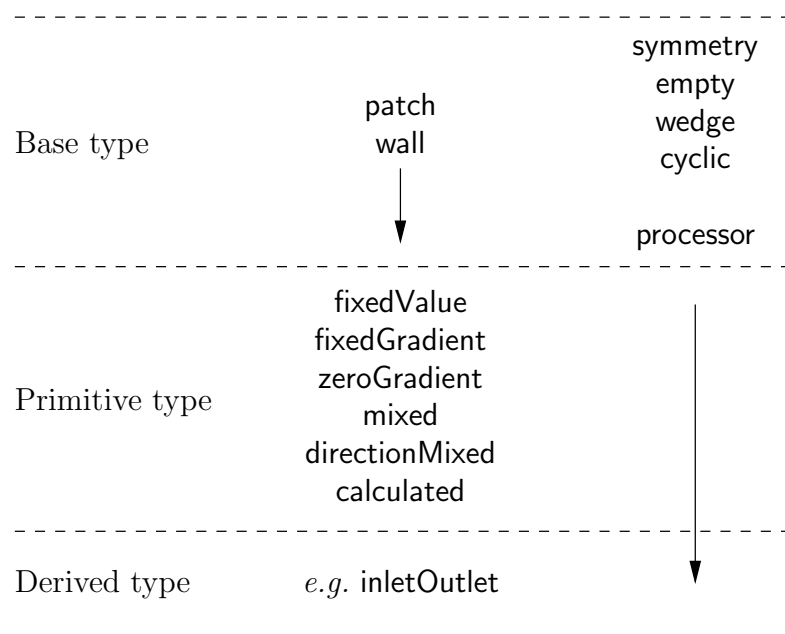 Base type
patch
wall
symmetry
empty
wedge
cyclic
processor
Primitive type
fixedValue
fixedGradient
zeroGradient
mixed
directionMixed
calculated
Derived type
e.g. inletOutlet